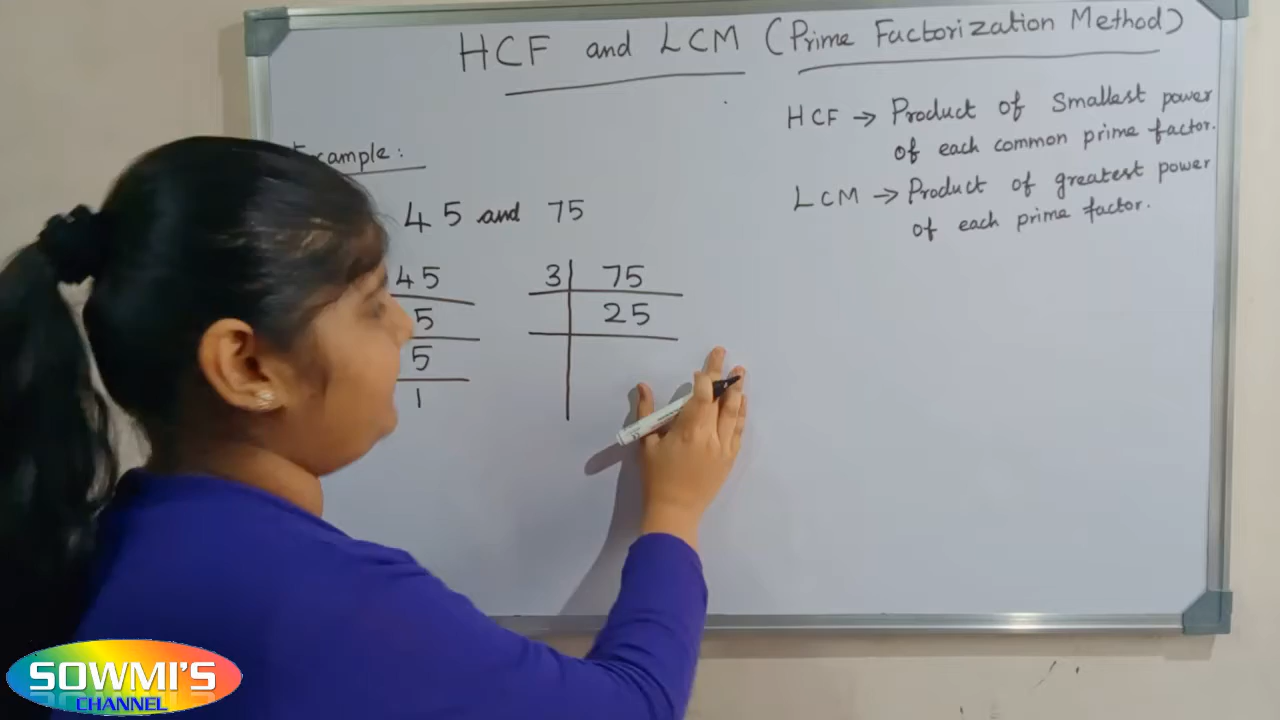 HCF and LCM (Prime Factorization Method)
HCF → Product of Smallest power
of each common prime factor.
LCM → Product of greatest power
of each prime factor.
Example:
45 and 75
45
5
5
1
3 75
25
SOWMI'S
CHANNEL